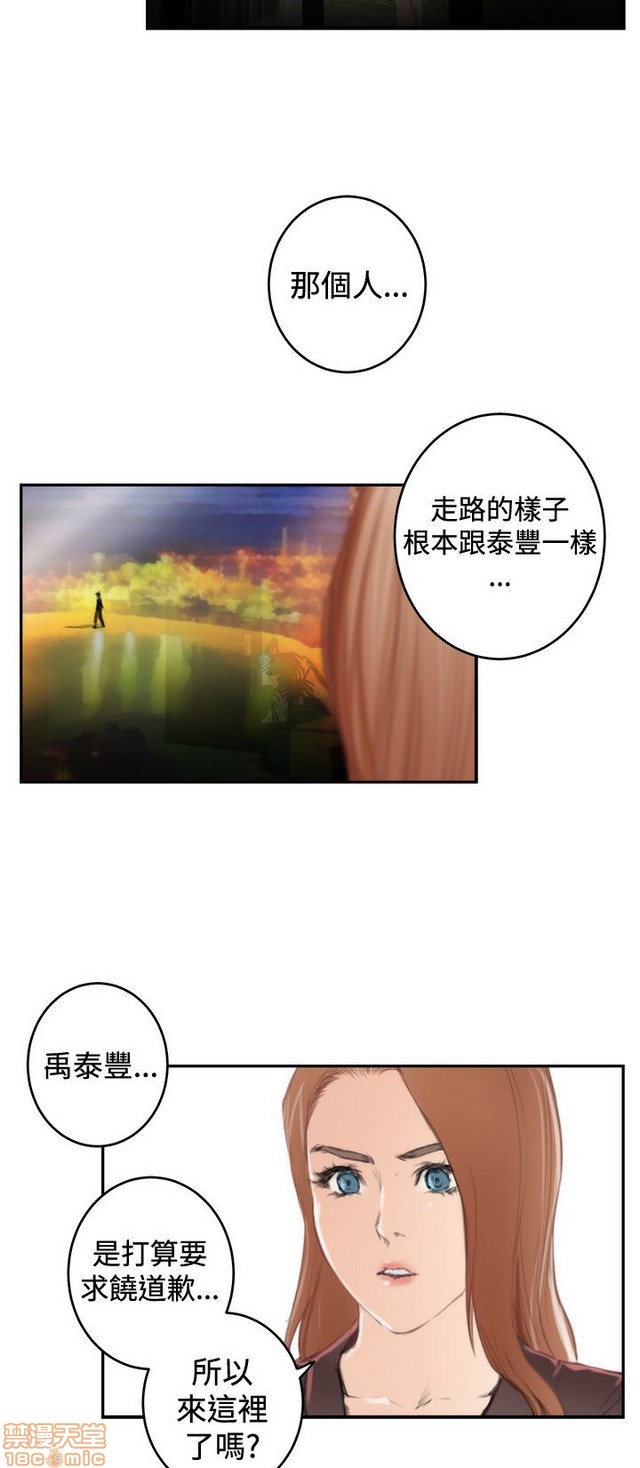 那個人...
走路的樣子
根本跟泰豐一樣
...
禹泰豐...
是打算要
求饒道歉...
所以
來這裡
了嗎?
禁漫天堂
18comic